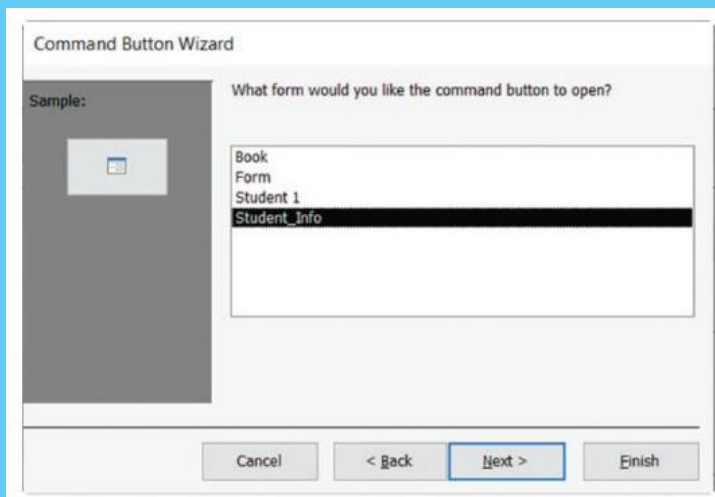 Command Button Wizard
Sample:
What form would you like the command button to open?
Book
Form
Student 1
Student_Info
Cancel
< Back
Next >
Finish